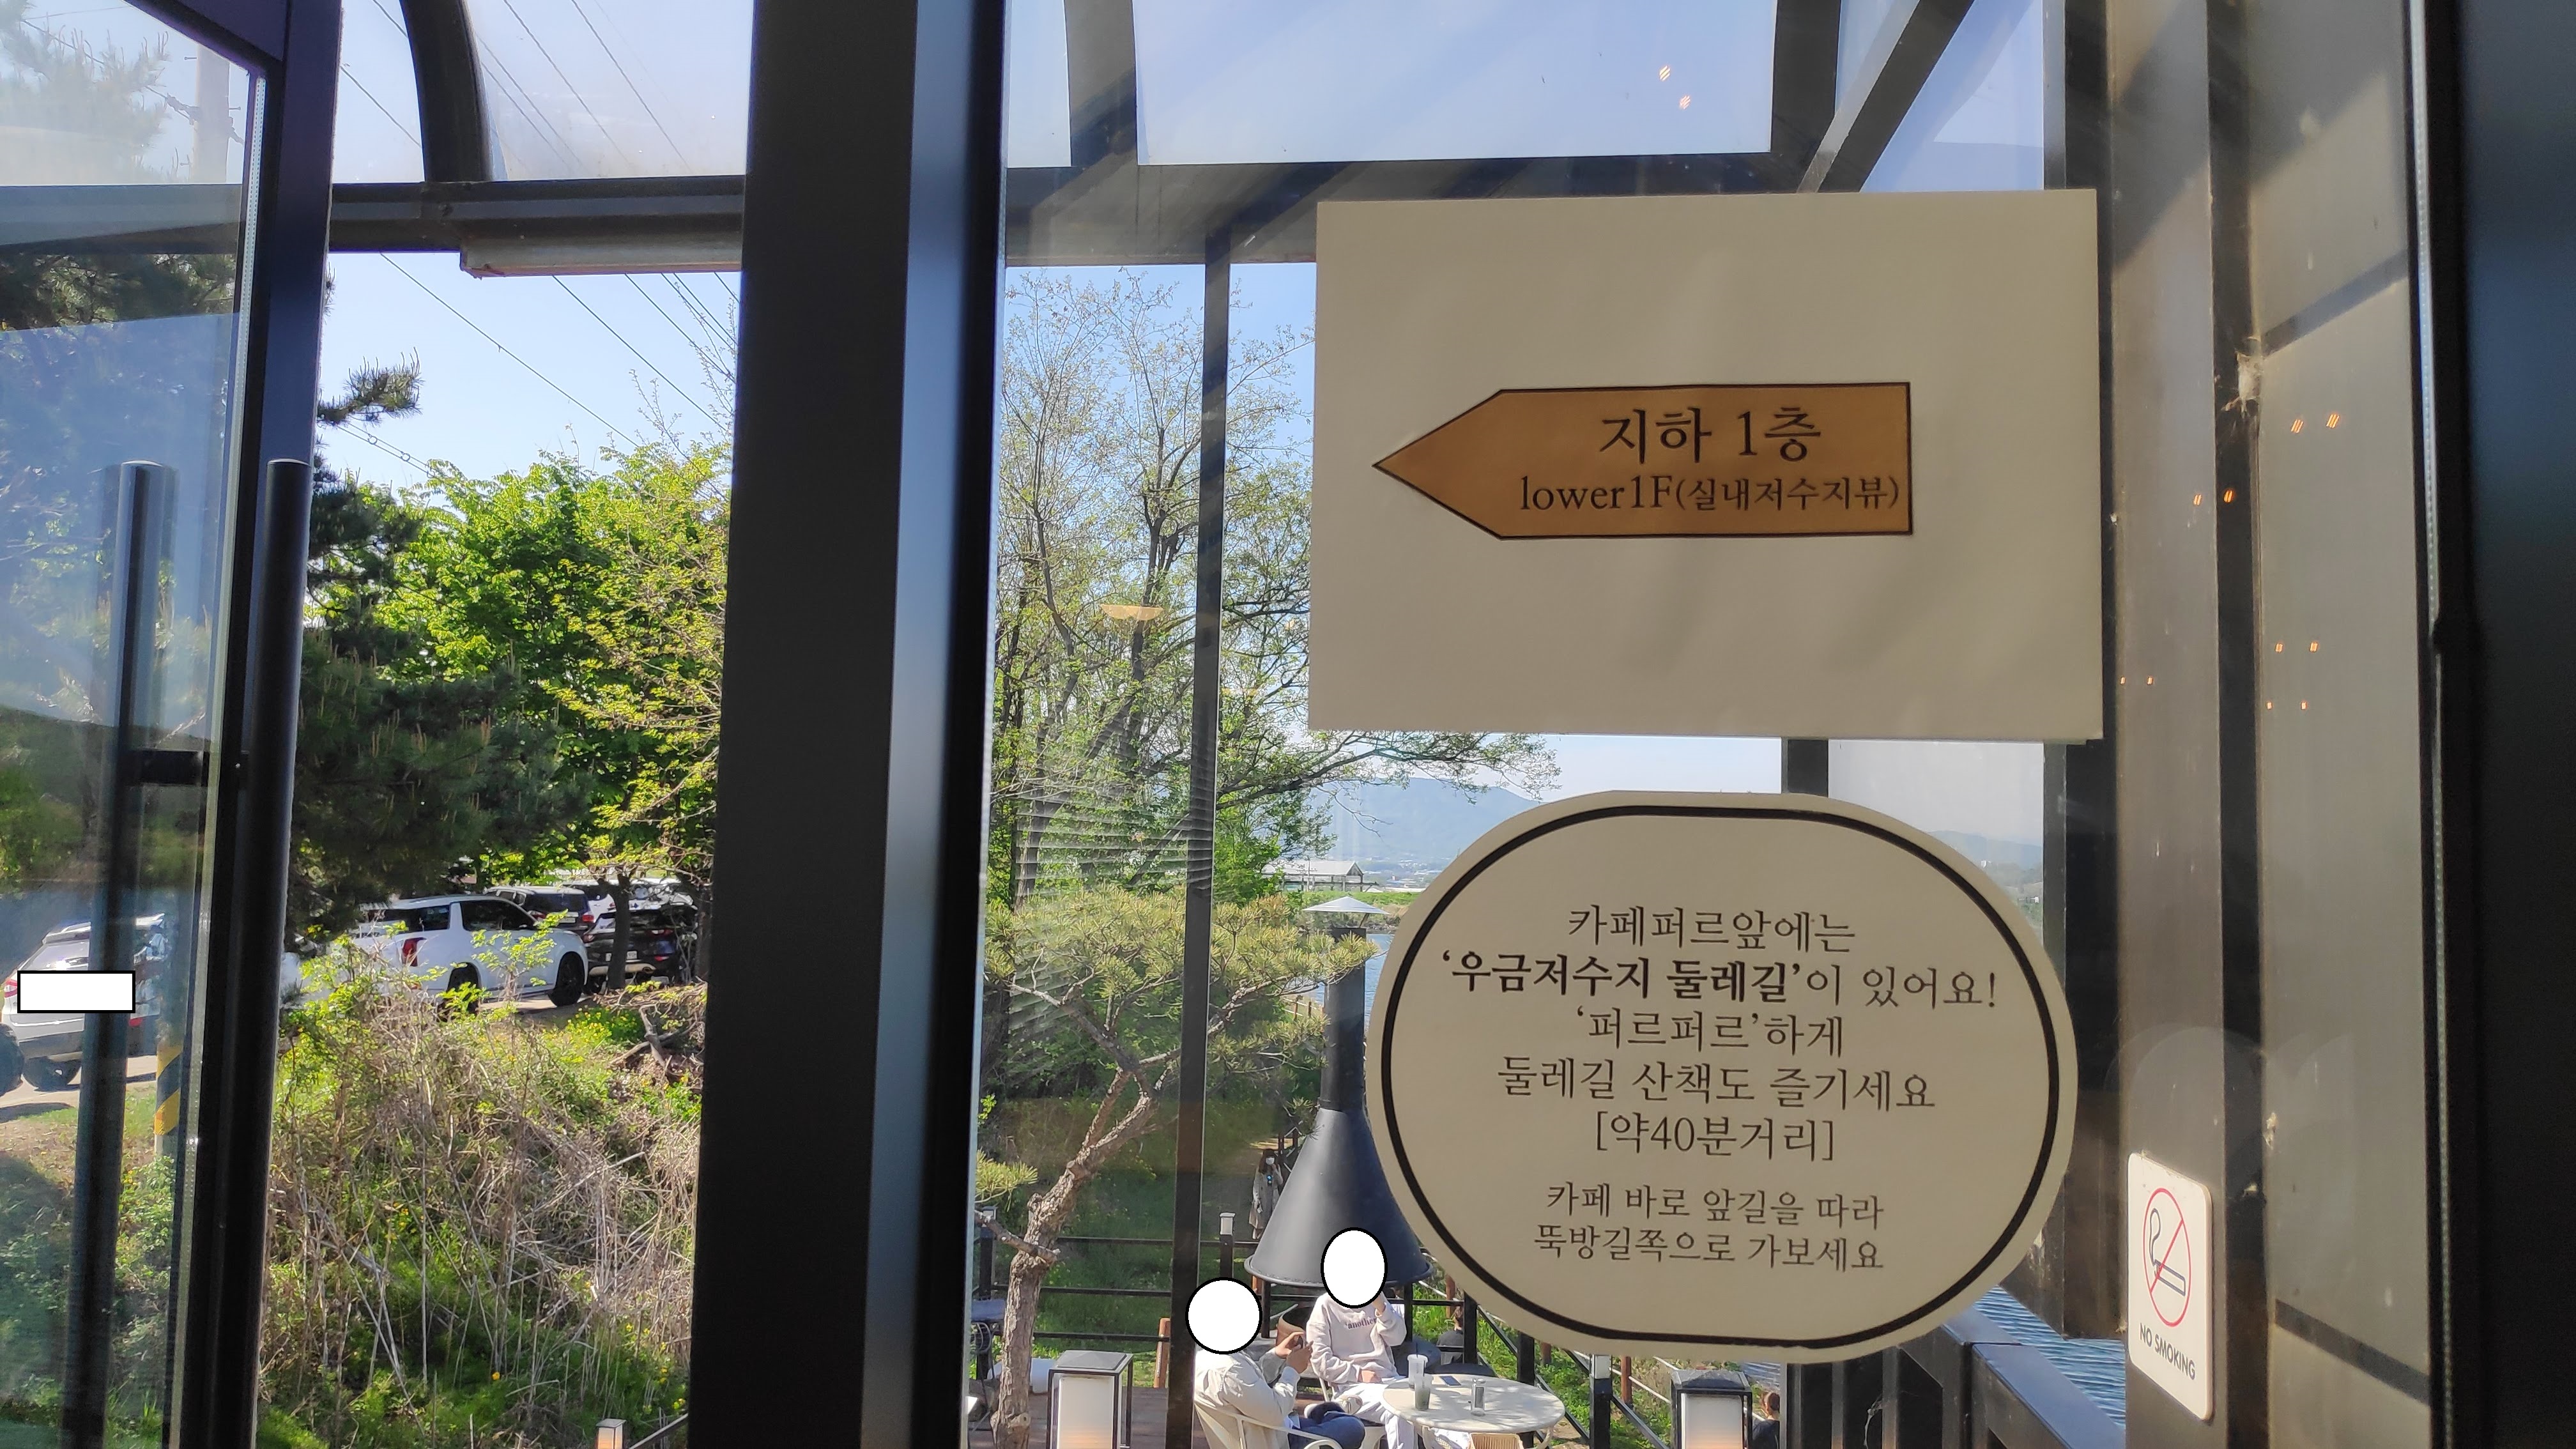 지하 1층
lower1F(실내저수지뷰)
카페퍼르앞에는
‘우금저수지 둘레길’이 있어요!
‘퍼르퍼르’하게
둘레길 산책도 즐기세요
[약40분거리]
카페 바로 앞길을 따라
뚝방길쪽으로 가보세요
NO SMOKING
another